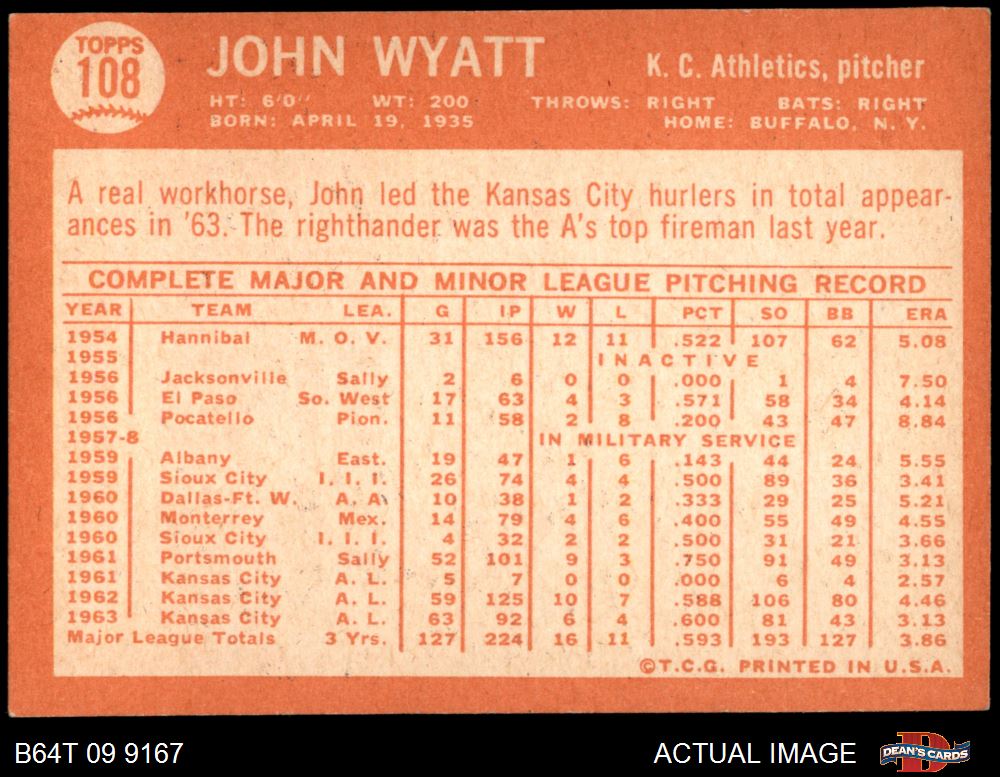 TOPPS
108
JOHN WYATT
K. C. Athletics, pitcher
HT: 6'0" WT: 200 THROWS: RIGHT BATS: RIGHT
BORN: APRIL 19, 1935 HOME: BUFFALO, N. Y.
A real workhorse, John led the Kansas City hurlers in total appear-
ances in '63. The righthander was the A's top fireman last year.
COMPLETE MAJOR AND MINOR LEAGUE PITCHING RECORD
YEAR TEAM LEA. G IP W L PCT SO BB ERA
1954 Hannibal M. O. V. 31 156 12 11 .522 107 62 5.08
1955 INACTIVE
1956 Jacksonville Sally 2 6 0 0 .000 1 4 7.50
1956 El Paso So. West 17 63 4 3 .571 58 34 4.14
1956 Pocatello Pion. 11 58 2 8 .200 43 47 8.84
1957-8 IN MILITARY SERVICE
1959 Albany East. 19 47 1 6 .143 44 24 5.55
1959 Sioux City I. I. I. 26 74 4 4 .500 89 36 3.41
1960 Dallas-Ft. W. A. A. 10 38 1 2 .333 29 25 5.21
1960 Monterrey Mex. 14 79 4 6 .400 55 49 4.55
1960 Sioux City I. I. I. 4 32 2 2 .500 31 21 3.66
1961 Portsmouth Sally 52 101 9 3 .750 91 49 3.13
1961 Kansas City A. L. 5 7 0 0 .000 6 4 2.57
1962 Kansas City A. L. 59 125 10 7 .588 106 80 4.46
1963 Kansas City A. L. 63 92 6 4 .600 81 43 3.13
Major League Totals 3 Yrs. 127 224 16 11 .593 193 127 3.86
©T.C.G. PRINTED IN U.S.A.
B64T 09 9167
ACTUAL IMAGE
DEAN'S CARDS